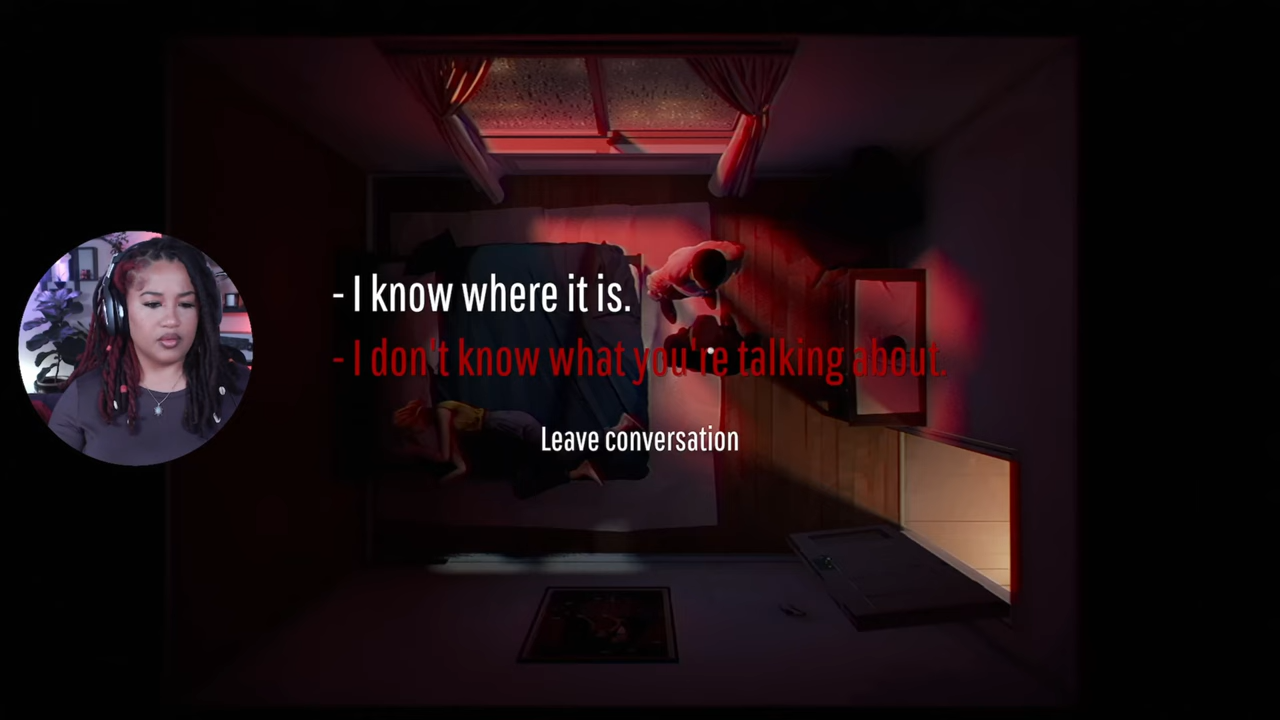 - I know where it is.
- I don't know what you're talking about.
Leave conversation